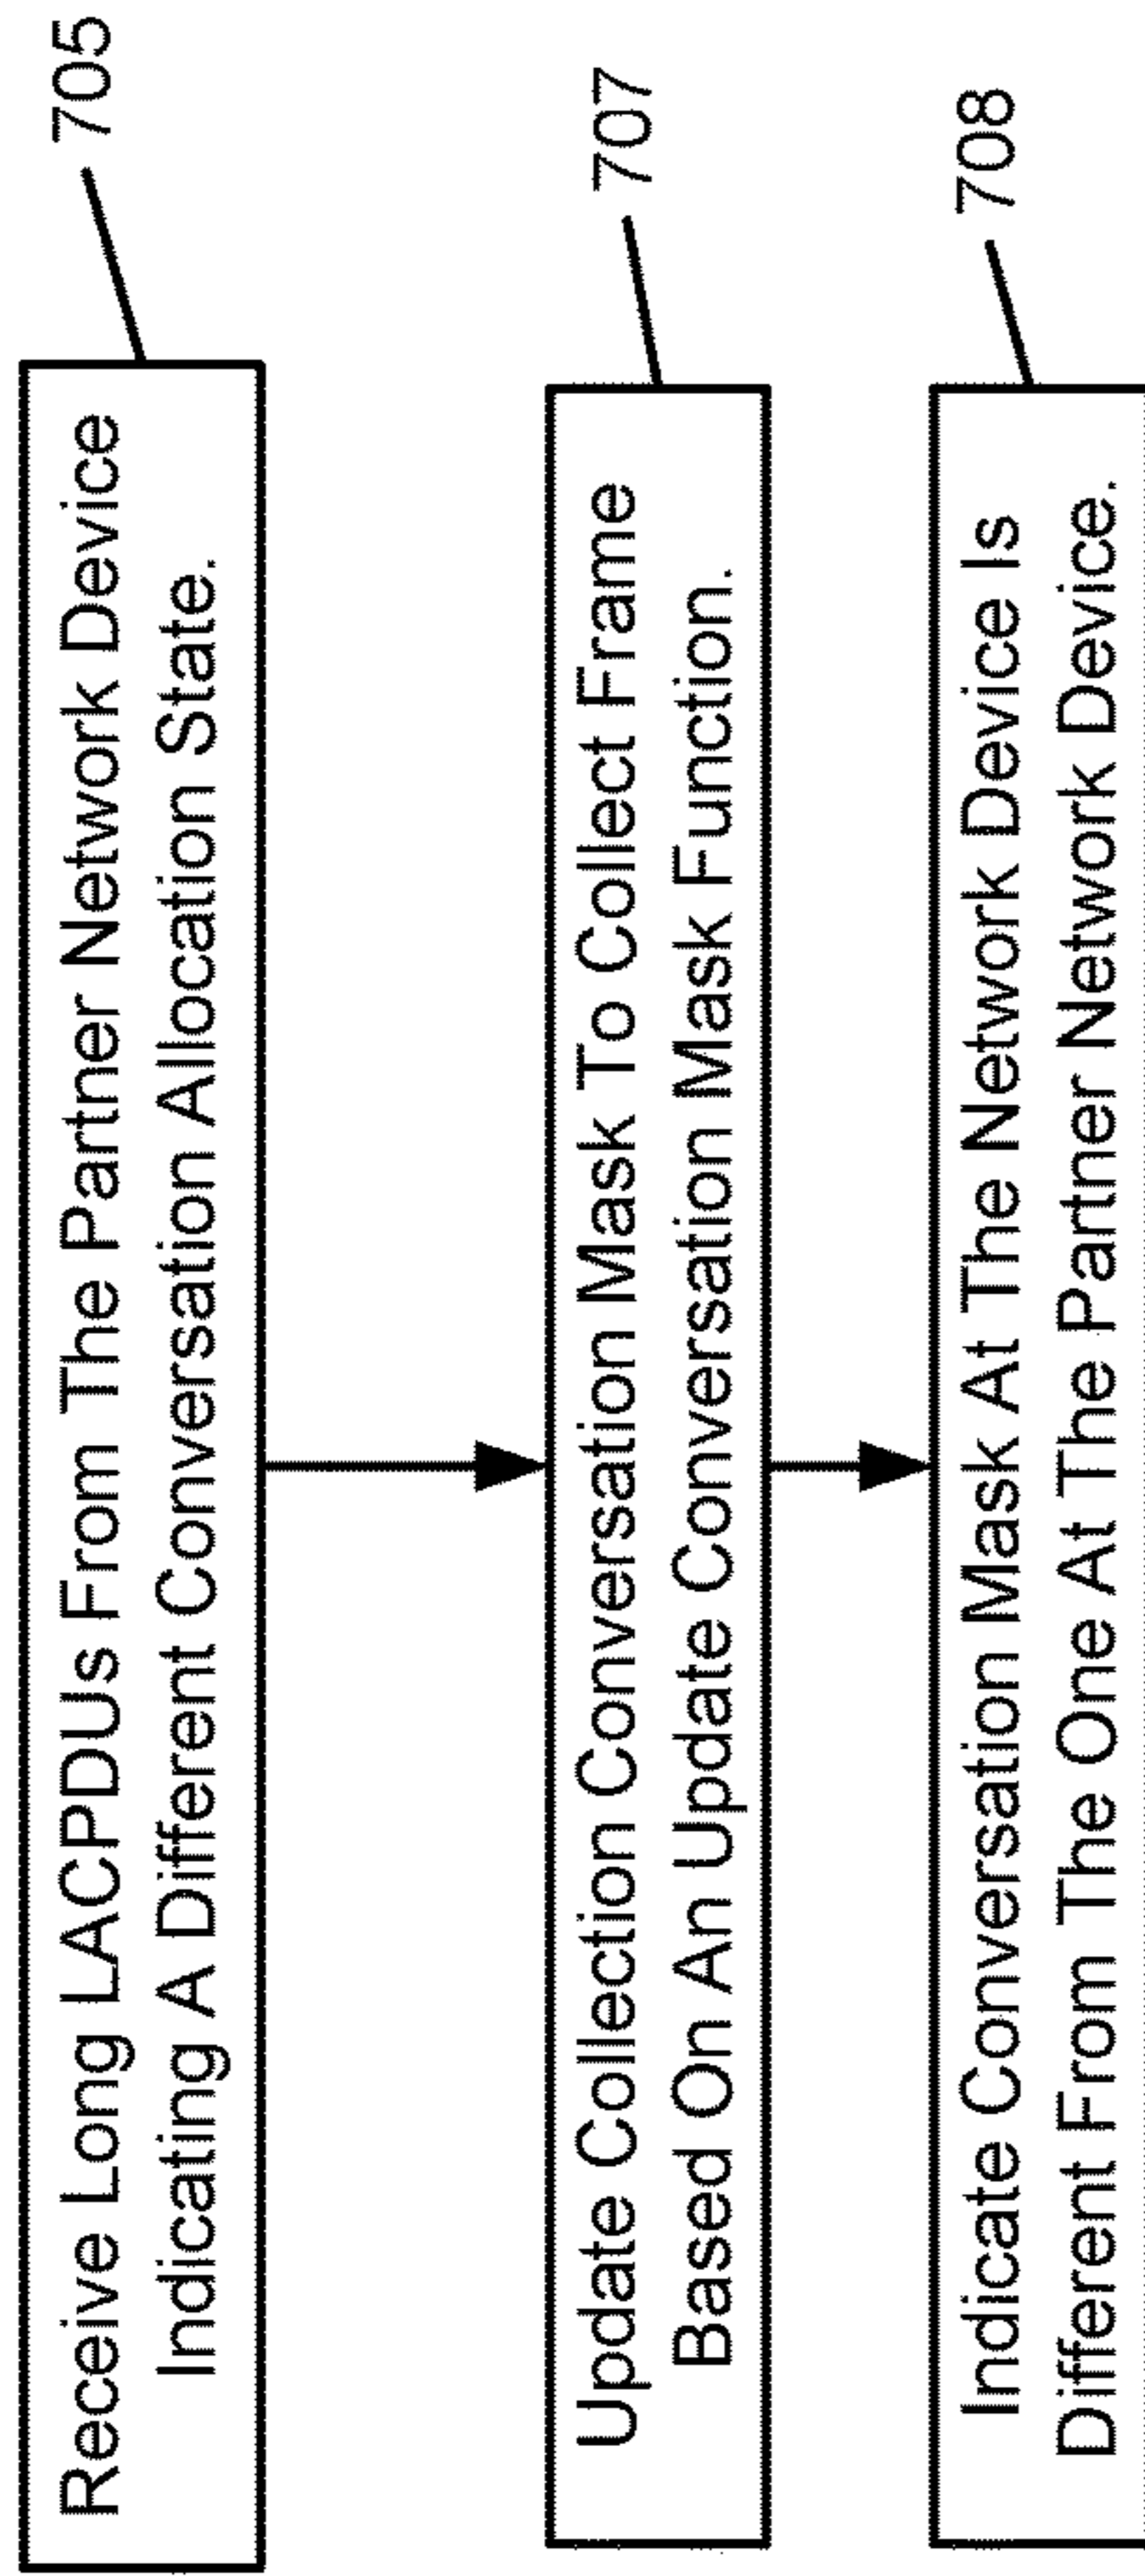 Receive Long LACPDUs From The Partner Network Device
Indicating A Different Conversation Allocation State.
705
Update Collection Conversation Mask To Collect Frame
Based On An Update Conversation Mask Function.
707
Indicate Conversation Mask At The Network Device Is
Different From The One At The Partner Network Device.
708